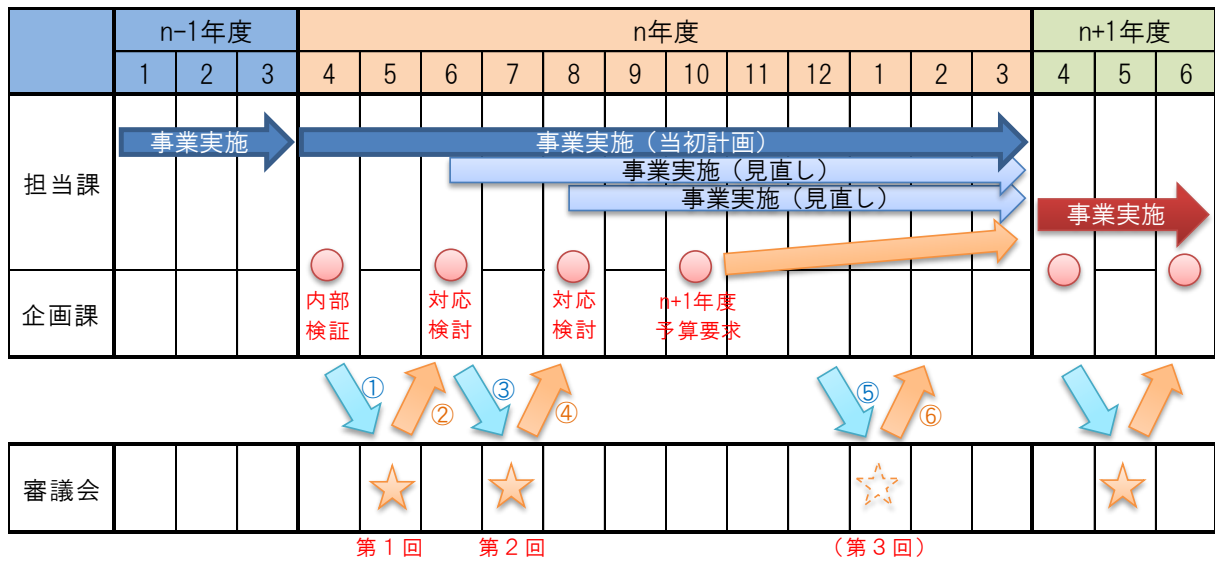 n-1年度 n年度 n+1年度
1 2 3 4 5 6 7 8 9 10 11 12 1 2 3 4 5 6
担当課
事業実施 事業実施（当初計画）
事業実施（見直し）
事業実施（見直し）
事業実施
企画課
内部 対応 対応 n+1年度
検証 検討 検討 予算要求
① ② ③ ④ ⑤ ⑥
審議会
第１回 第２回 （第３回）